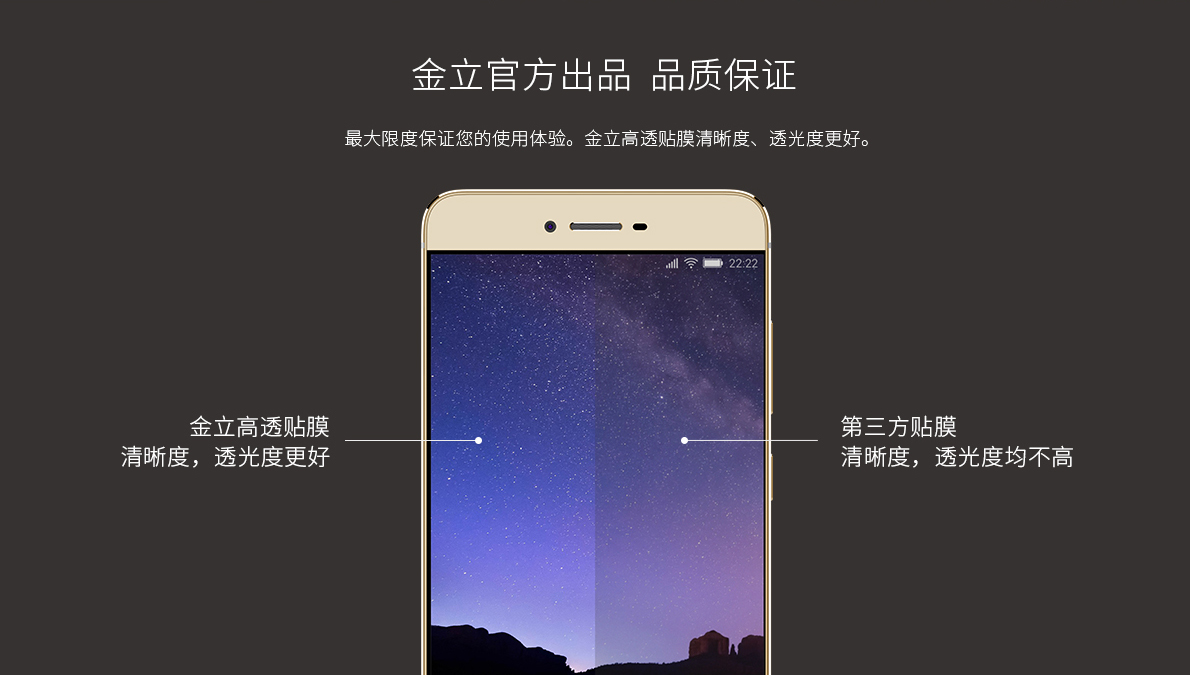 金立官方出品 品质保证
最大限度保证您的使用体验。金立高透贴膜清晰度、透光度更好。
22:22
金立高透贴膜
清晰度，透光度更好
第三方贴膜
清晰度，透光度均不高